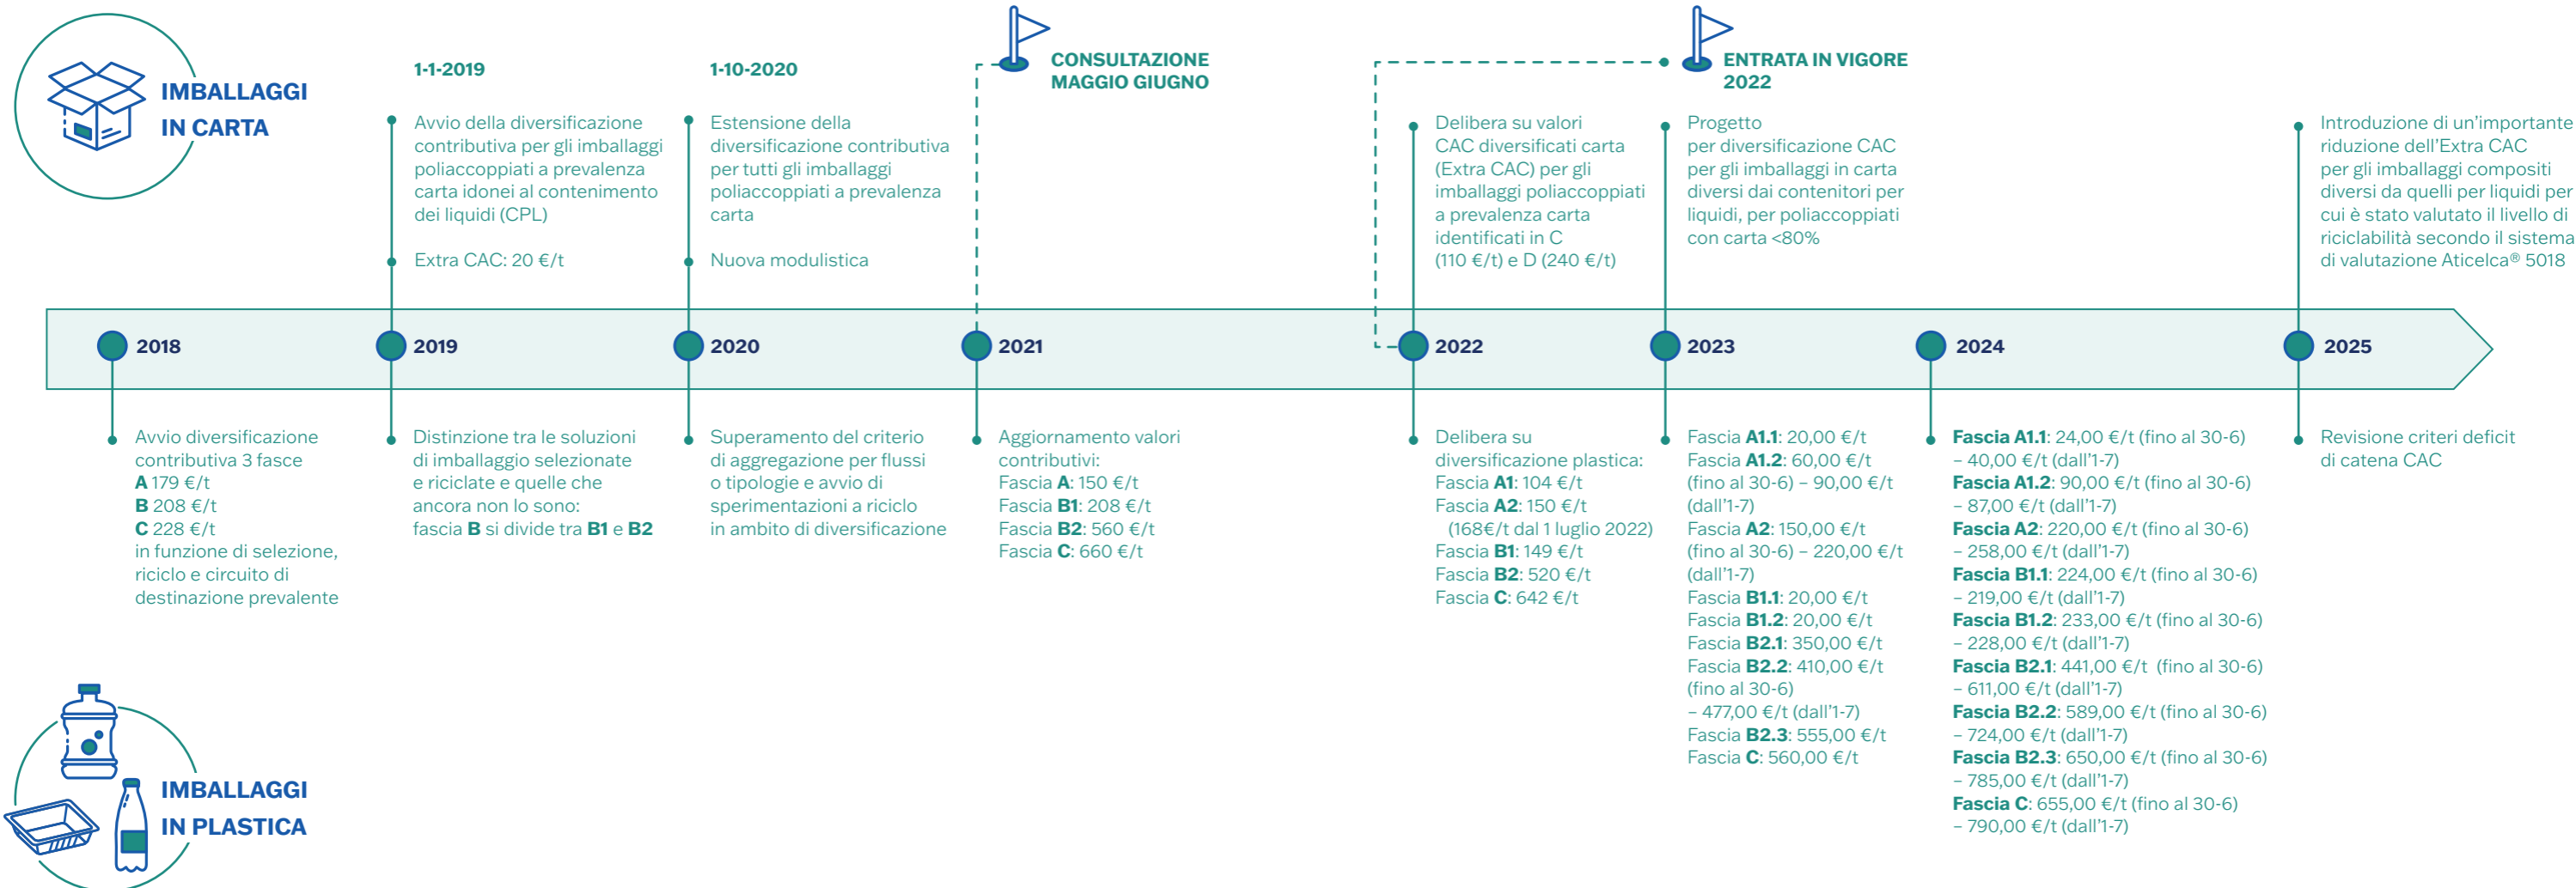 IMBALLAGGI
IN CARTA
1-1-2019
Avvio della diversificazione
contributiva per gli imballaggi
poliaccoppiati a prevalenza
carta idonei al contenimento
dei liquidi (CPL)
Extra CAC: 20 €/t
1-10-2020
Estensione della
diversificazione contributiva
per tutti gli imballaggi
poliaccoppiati a prevalenza
carta
Nuova modulistica
CONSULTAZIONE
MAGGIO GIUGNO
Delibera su valori
CAC diversificati carta
(Extra CAC) per gli
imballaggi poliaccoppiati
a prevalenza carta
identificati in C
(110 €/t) e D (240 €/t)
ENTRATA IN VIGORE
2022
Progetto
per diversificazione CAC
per gli imballaggi in carta
diversi dai contenitori per
liquidi, per poliaccoppiati
con carta <80%
Introduzione di un'importante
riduzione dell'Extra CAC
per gli imballaggi compositi
diversi da quelli per liquidi per
cui è stato valutato il livello di
riciclabilità secondo il sistema
di valutazione Aticelca® 5018
2018
2019
2020
2021
2022
2023
2024
2025
Avvio diversificazione
contributiva 3 fasce
A 179 €/t
B 208 €/t
C 228 €/t
in funzione di selezione,
riciclo e circuito di
destinazione prevalente
Distinzione tra le soluzioni
di imballaggio selezionate
e riciclate e quelle che
ancora non lo sono:
fascia B si divide tra B1 e B2
Superamento del criterio
di aggregazione per flussi
o tipologie e avvio di
sperimentazioni a riciclo
in ambito di diversificazione
Aggiornamento valori
contributivi:
Fascia A: 150 €/t
Fascia B1: 208 €/t
Fascia B2: 560 €/t
Fascia C: 660 €/t
Delibera su
diversificazione plastica:
Fascia A1: 104 €/t
Fascia A2: 150 €/t
(168€/t dal 1 luglio 2022)
Fascia B1: 149 €/t
Fascia B2: 520 €/t
Fascia C: 642 €/t
Fascia A1.1: 20,00 €/t
Fascia A1.2: 60,00 €/t
(fino al 30-6) – 90,00 €/t
(dall'1-7)
Fascia A2: 150,00 €/t
(fino al 30-6) – 220,00 €/t
(dall'1-7)
Fascia B1.1: 20,00 €/t
Fascia B1.2: 20,00 €/t
Fascia B2.1: 350,00 €/t
Fascia B2.2: 410,00 €/t
(fino al 30-6)
– 477,00 €/t (dall'1-7)
Fascia B2.3: 555,00 €/t
Fascia C: 560,00 €/t
Fascia A1.1: 24,00 €/t (fino al 30-6)
– 40,00 €/t (dall'1-7)
Fascia A1.2: 90,00 €/t (fino al 30-6)
– 87,00 €/t (dall'1-7)
Fascia A2: 220,00 €/t (fino al 30-6)
– 258,00 €/t (dall'1-7)
Fascia B1.1: 224,00 €/t (fino al 30-6)
– 219,00 €/t (dall'1-7)
Fascia B1.2: 233,00 €/t (fino al 30-6)
– 228,00 €/t (dall'1-7)
Fascia B2.1: 441,00 €/t (fino al 30-6)
– 611,00 €/t (dall'1-7)
Fascia B2.2: 589,00 €/t (fino al 30-6)
– 724,00 €/t (dall'1-7)
Fascia B2.3: 650,00 €/t (fino al 30-6)
– 785,00 €/t (dall'1-7)
Fascia C: 655,00 €/t (fino al 30-6)
– 790,00 €/t (dall'1-7)
Revisione criteri deficit
di catena CAC
IMBALLAGGI
IN PLASTICA